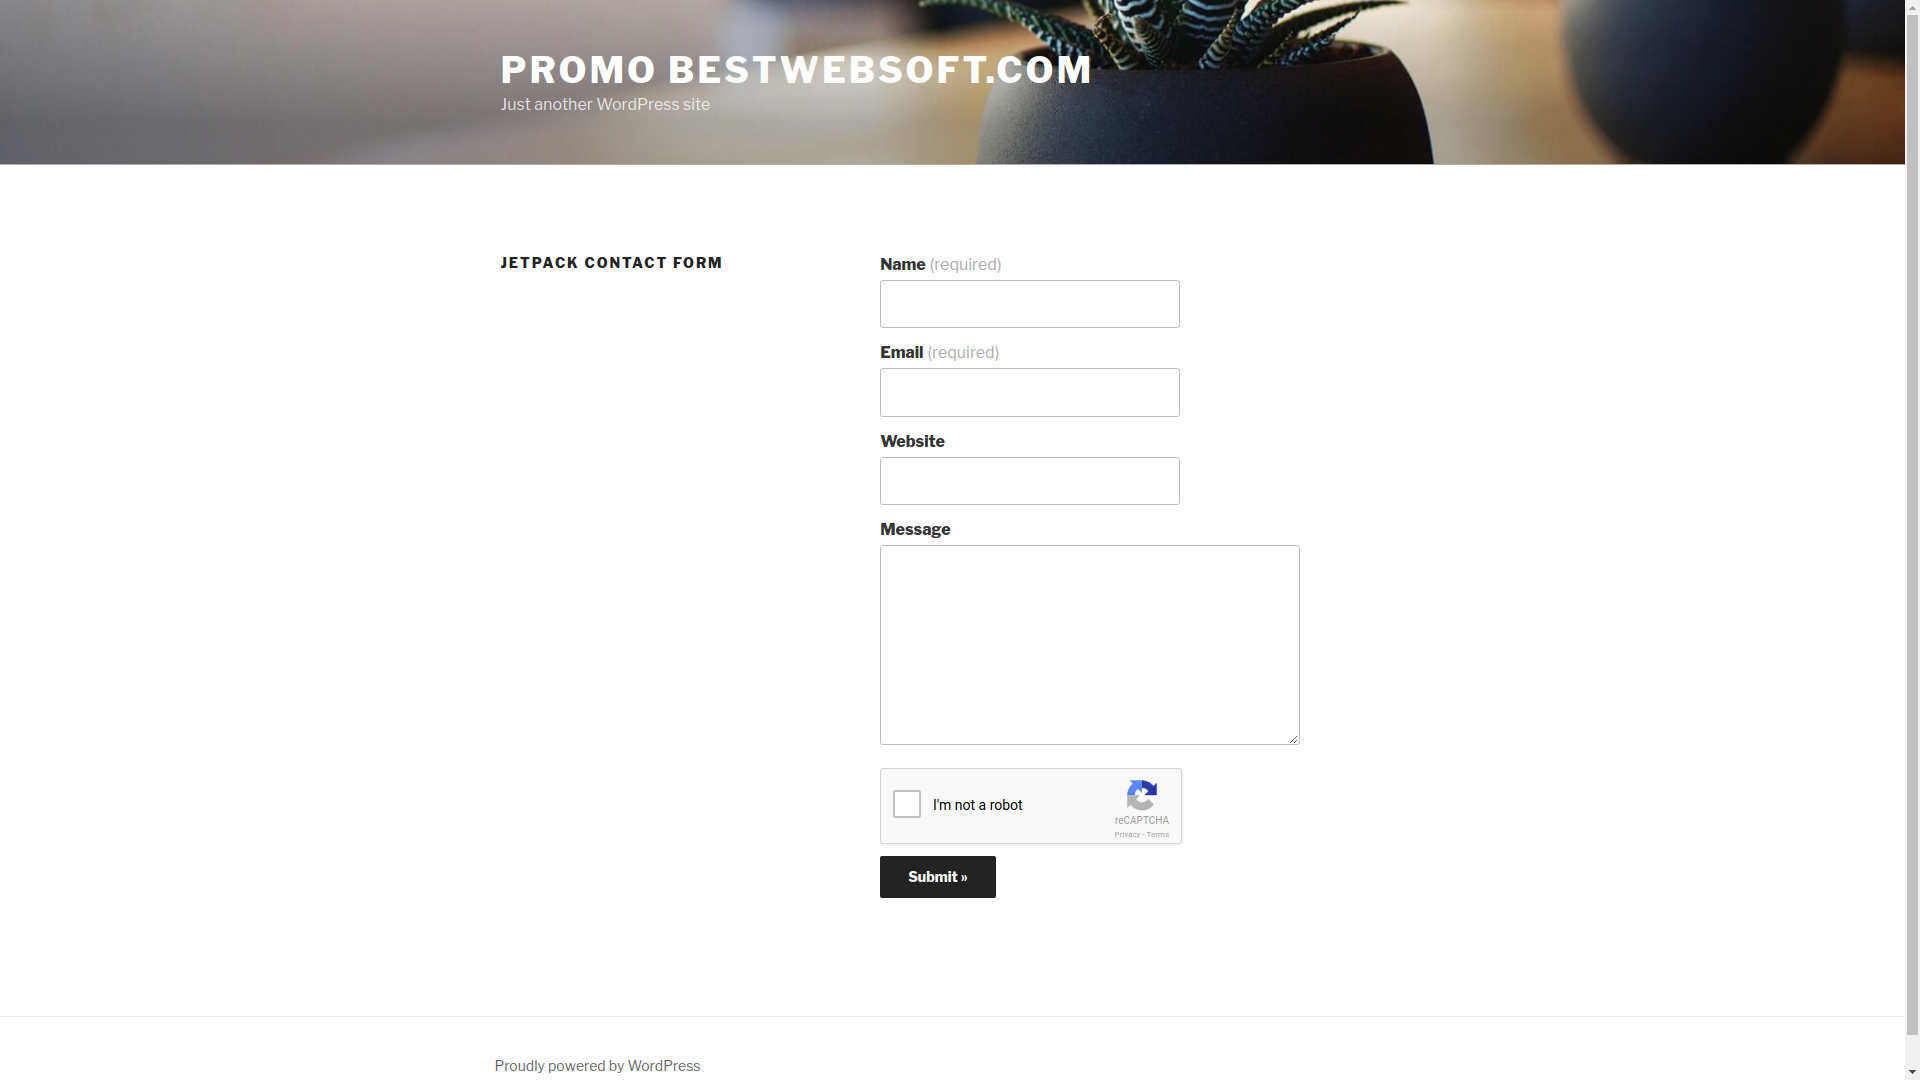 PROMO BESTWEBSOFT.COM
Just another WordPress site
JETPACK CONTACT FORM
Name (required)
Email (required)
Website
Message
I'm not a robot
reCAPTCHA
Privacy - Terms
Submit »
Proudly powered by WordPress